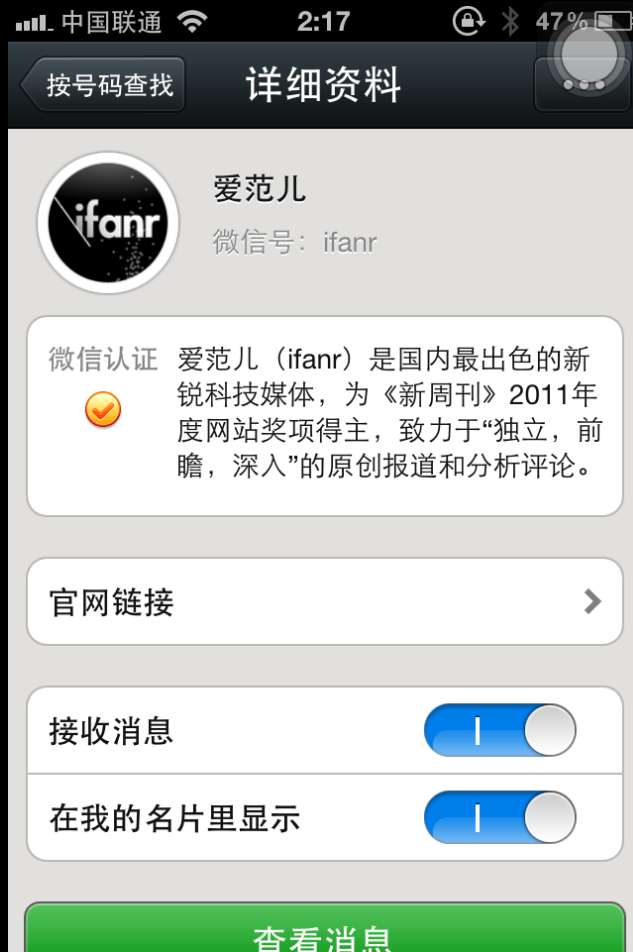 中国联通 2:17 47%
按号码查找 详细资料
ifanr
爱范儿
微信号：ifanr
微信认证
爱范儿（ifanr）是国内最出色的新
锐科技媒体，为《新周刊》2011年
度网站奖项得主，致力于“独立，前
瞻，深入”的原创报道和分析评论。
官网链接
接收消息
在我的名片里显示
查看消息